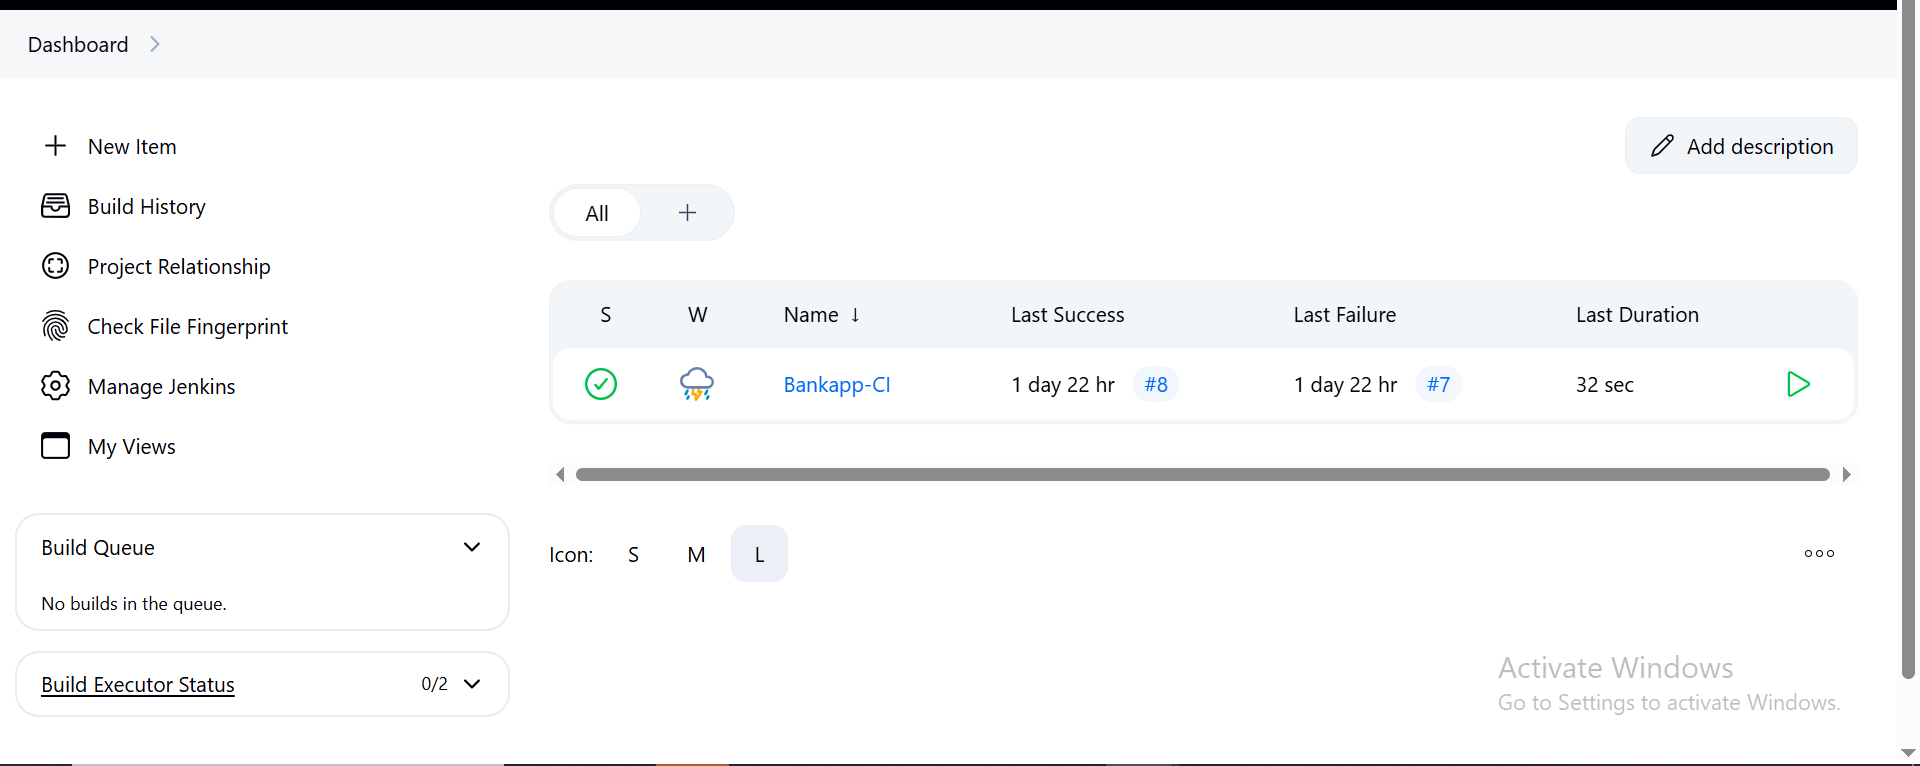 Dashboard
New Item
Build History
Project Relationship
Check File Fingerprint
Manage Jenkins
My Views
Build Queue
No builds in the queue.
Build Executor Status 0/2
Add description
All
S W Name ↓ Last Success Last Failure Last Duration
Bankapp-CI 1 day 22 hr #8 1 day 22 hr #7 32 sec
Icon: S M L
Activate Windows
Go to Settings to activate Windows.